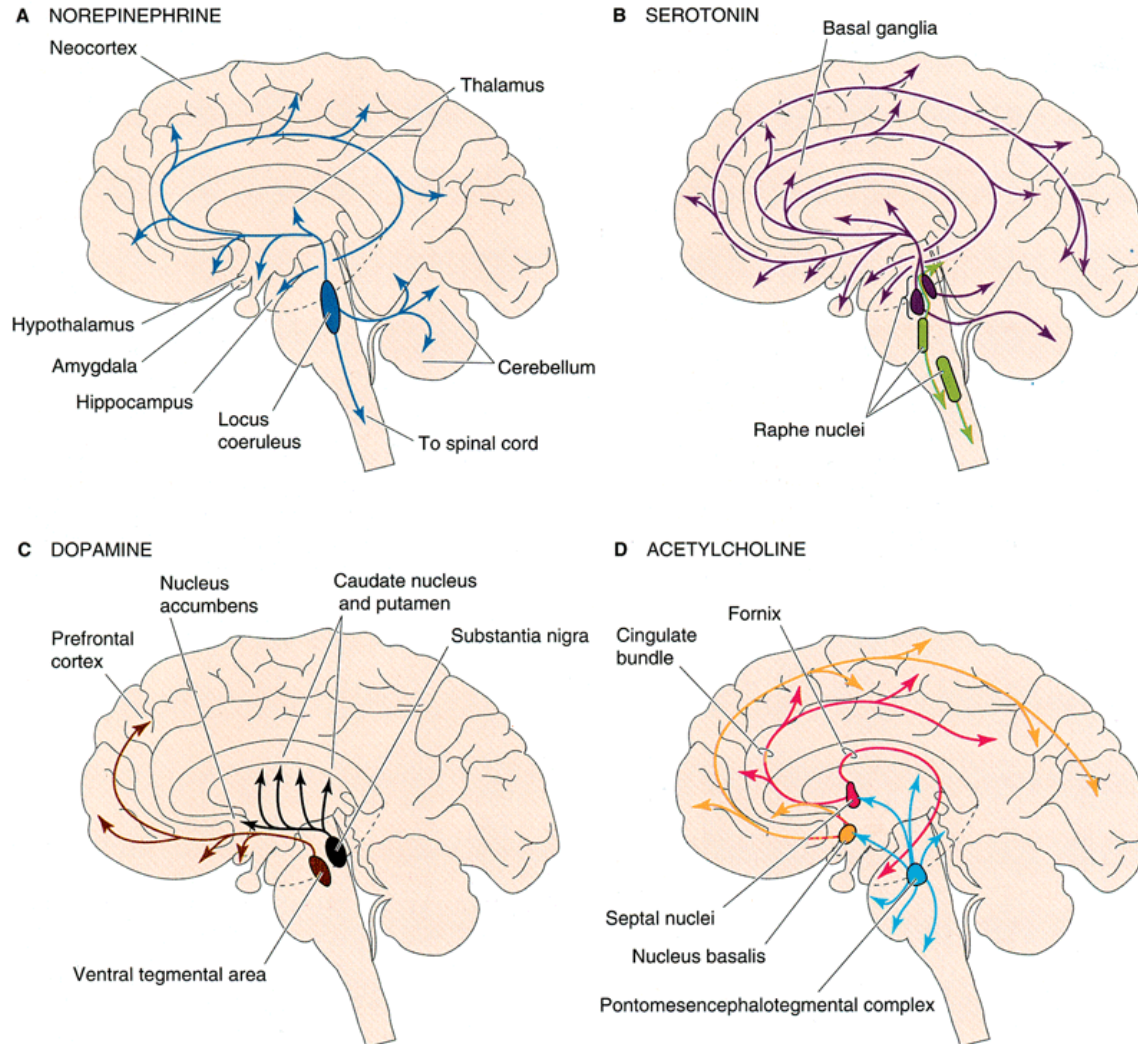 A NOREPINEPHRINE
Neocortex
Thalamus
Hypothalamus
Amygdala
Hippocampus
Locus
coeruleus
Cerebellum
To spinal cord
B SEROTONIN
Basal ganglia
Raphe nuclei
C DOPAMINE
Nucleus
accumbens
Caudate nucleus
and putamen
Prefrontal
cortex
Substantia nigra
Ventral tegmental area
D ACETYLCHOLINE
Fornix
Cingulate
bundle
Septal nuclei
Nucleus basalis
Pontomesencephalotegmental complex